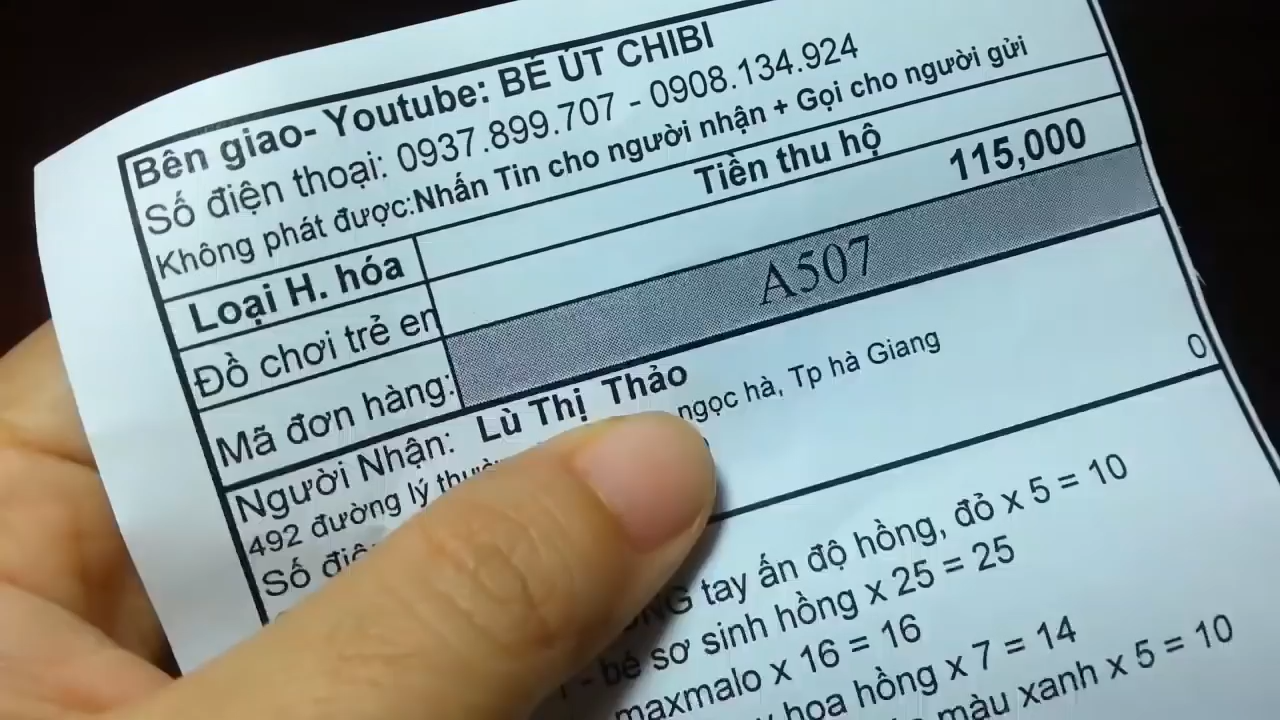 Bên giao- Youtube: BÉ ÚT CHIBI
Số điện thoại: 0937.899.707 - 0908.134.924
Không phát được:Nhấn Tin cho người nhận + Gọi cho người gửi
Loại H. hóa
Tiền thu hộ 115,000
Đồ chơi trẻ em
Mã đơn hàng: A507
Người Nhận: Lù Thị Thảo
492 đường lý ngọc hà, Tp hà Giang
Số 0
tay ấn độ hồng, đỏ x 5 = 10
- bé sơ sinh hồng x 25 = 25
maxmalo x 16 = 16
hoa hồng x 7 = 14
màu xanh x 5 = 10